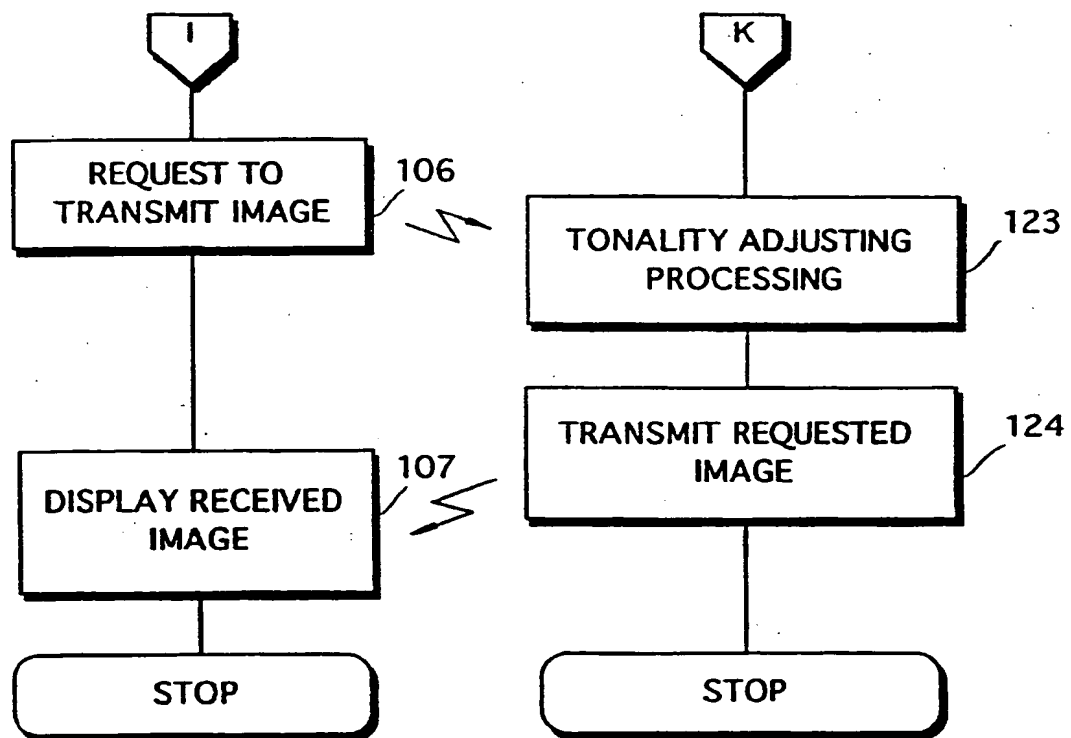 I
K
REQUEST TO
TRANSMIT IMAGE
106
TONALITY ADJUSTING
PROCESSING
123
TRANSMIT REQUESTED
IMAGE
124
DISPLAY RECEIVED
IMAGE
107
STOP
STOP